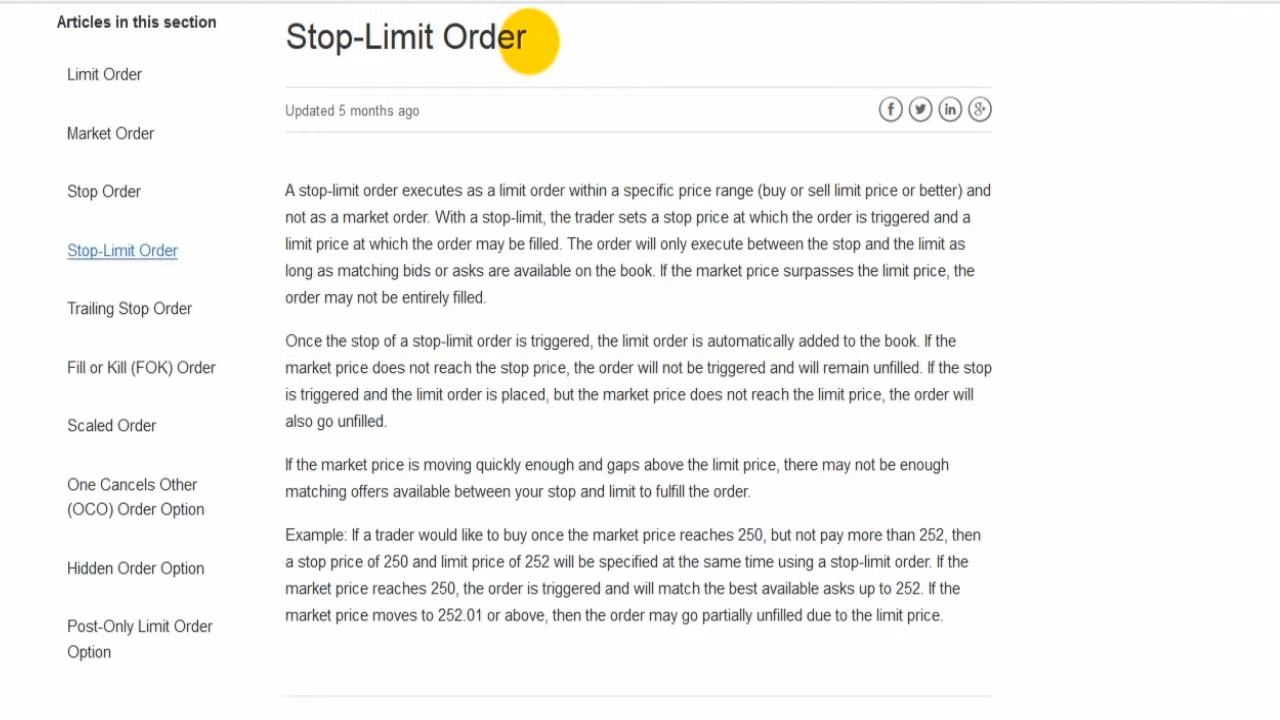 Articles in this section
Limit Order
Market Order
Stop Order
Stop-Limit Order
Trailing Stop Order
Fill or Kill (FOK) Order
Scaled Order
One Cancels Other
(OCO) Order Option
Hidden Order Option
Post-Only Limit Order
Option
Stop-Limit Order
Updated 5 months ago
A stop-limit order executes as a limit order within a specific price range (buy or sell limit price or better) and
not as a market order. With a stop-limit, the trader sets a stop price at which the order is triggered and a
limit price at which the order may be filled. The order will only execute between the stop and the limit as
long as matching bids or asks are available on the book. If the market price surpasses the limit price, the
order may not be entirely filled.
Once the stop of a stop-limit order is triggered, the limit order is automatically added to the book. If the
market price does not reach the stop price, the order will not be triggered and will remain unfilled. If the stop
is triggered and the limit order is placed, but the market price does not reach the limit price, the order will
also go unfilled.
If the market price is moving quickly enough and gaps above the limit price, there may not be enough
matching offers available between your stop and limit to fulfill the order.
Example: If a trader would like to buy once the market price reaches 250, but not pay more than 252, then
a stop price of 250 and limit price of 252 will be specified at the same time using a stop-limit order. If the
market price reaches 250, the order is triggered and will match the best available asks up to 252. If the
market price moves to 252.01 or above, then the order may go partially unfilled due to the limit price.